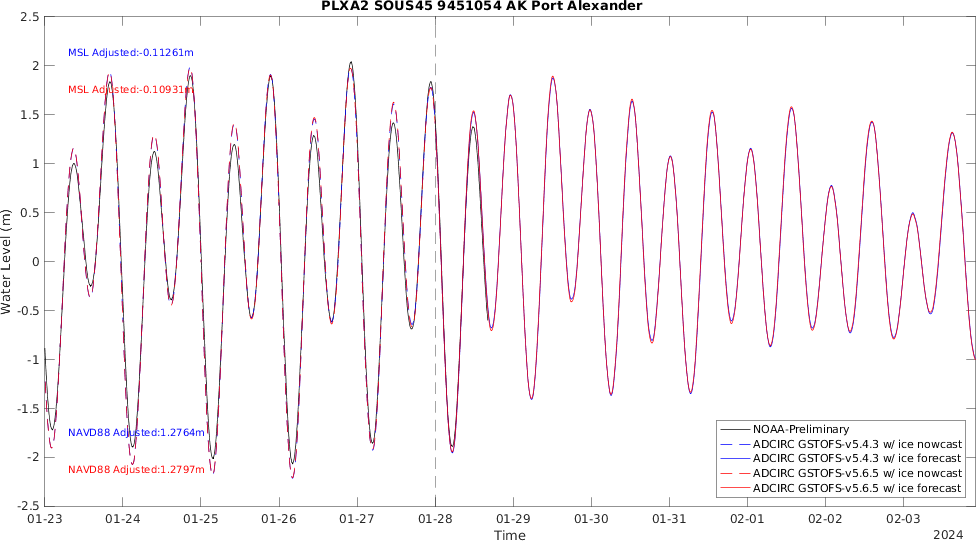 PLXA2 SOUS45 9451054 AK Port Alexander
2.5
2
1.5
1
0.5
0
-0.5
-1
-1.5
-2
-2.5
Water Level (m)
MSL Adjusted:-0.11261m
MSL Adjusted:-0.10931m
NAVD88 Adjusted:1.2764m
NAVD88 Adjusted:1.2797m
NOAA-Preliminary
ADCIRC GSTOFS-v5.4.3 w/ ice nowcast
ADCIRC GSTOFS-v5.4.3 w/ ice forecast
ADCIRC GSTOFS-v5.6.5 w/ ice nowcast
ADCIRC GSTOFS-v5.6.5 w/ ice forecast
01-23 01-24 01-25 01-26 01-27 01-28 01-29 01-30 01-31 02-01 02-02 02-03
Time
2024